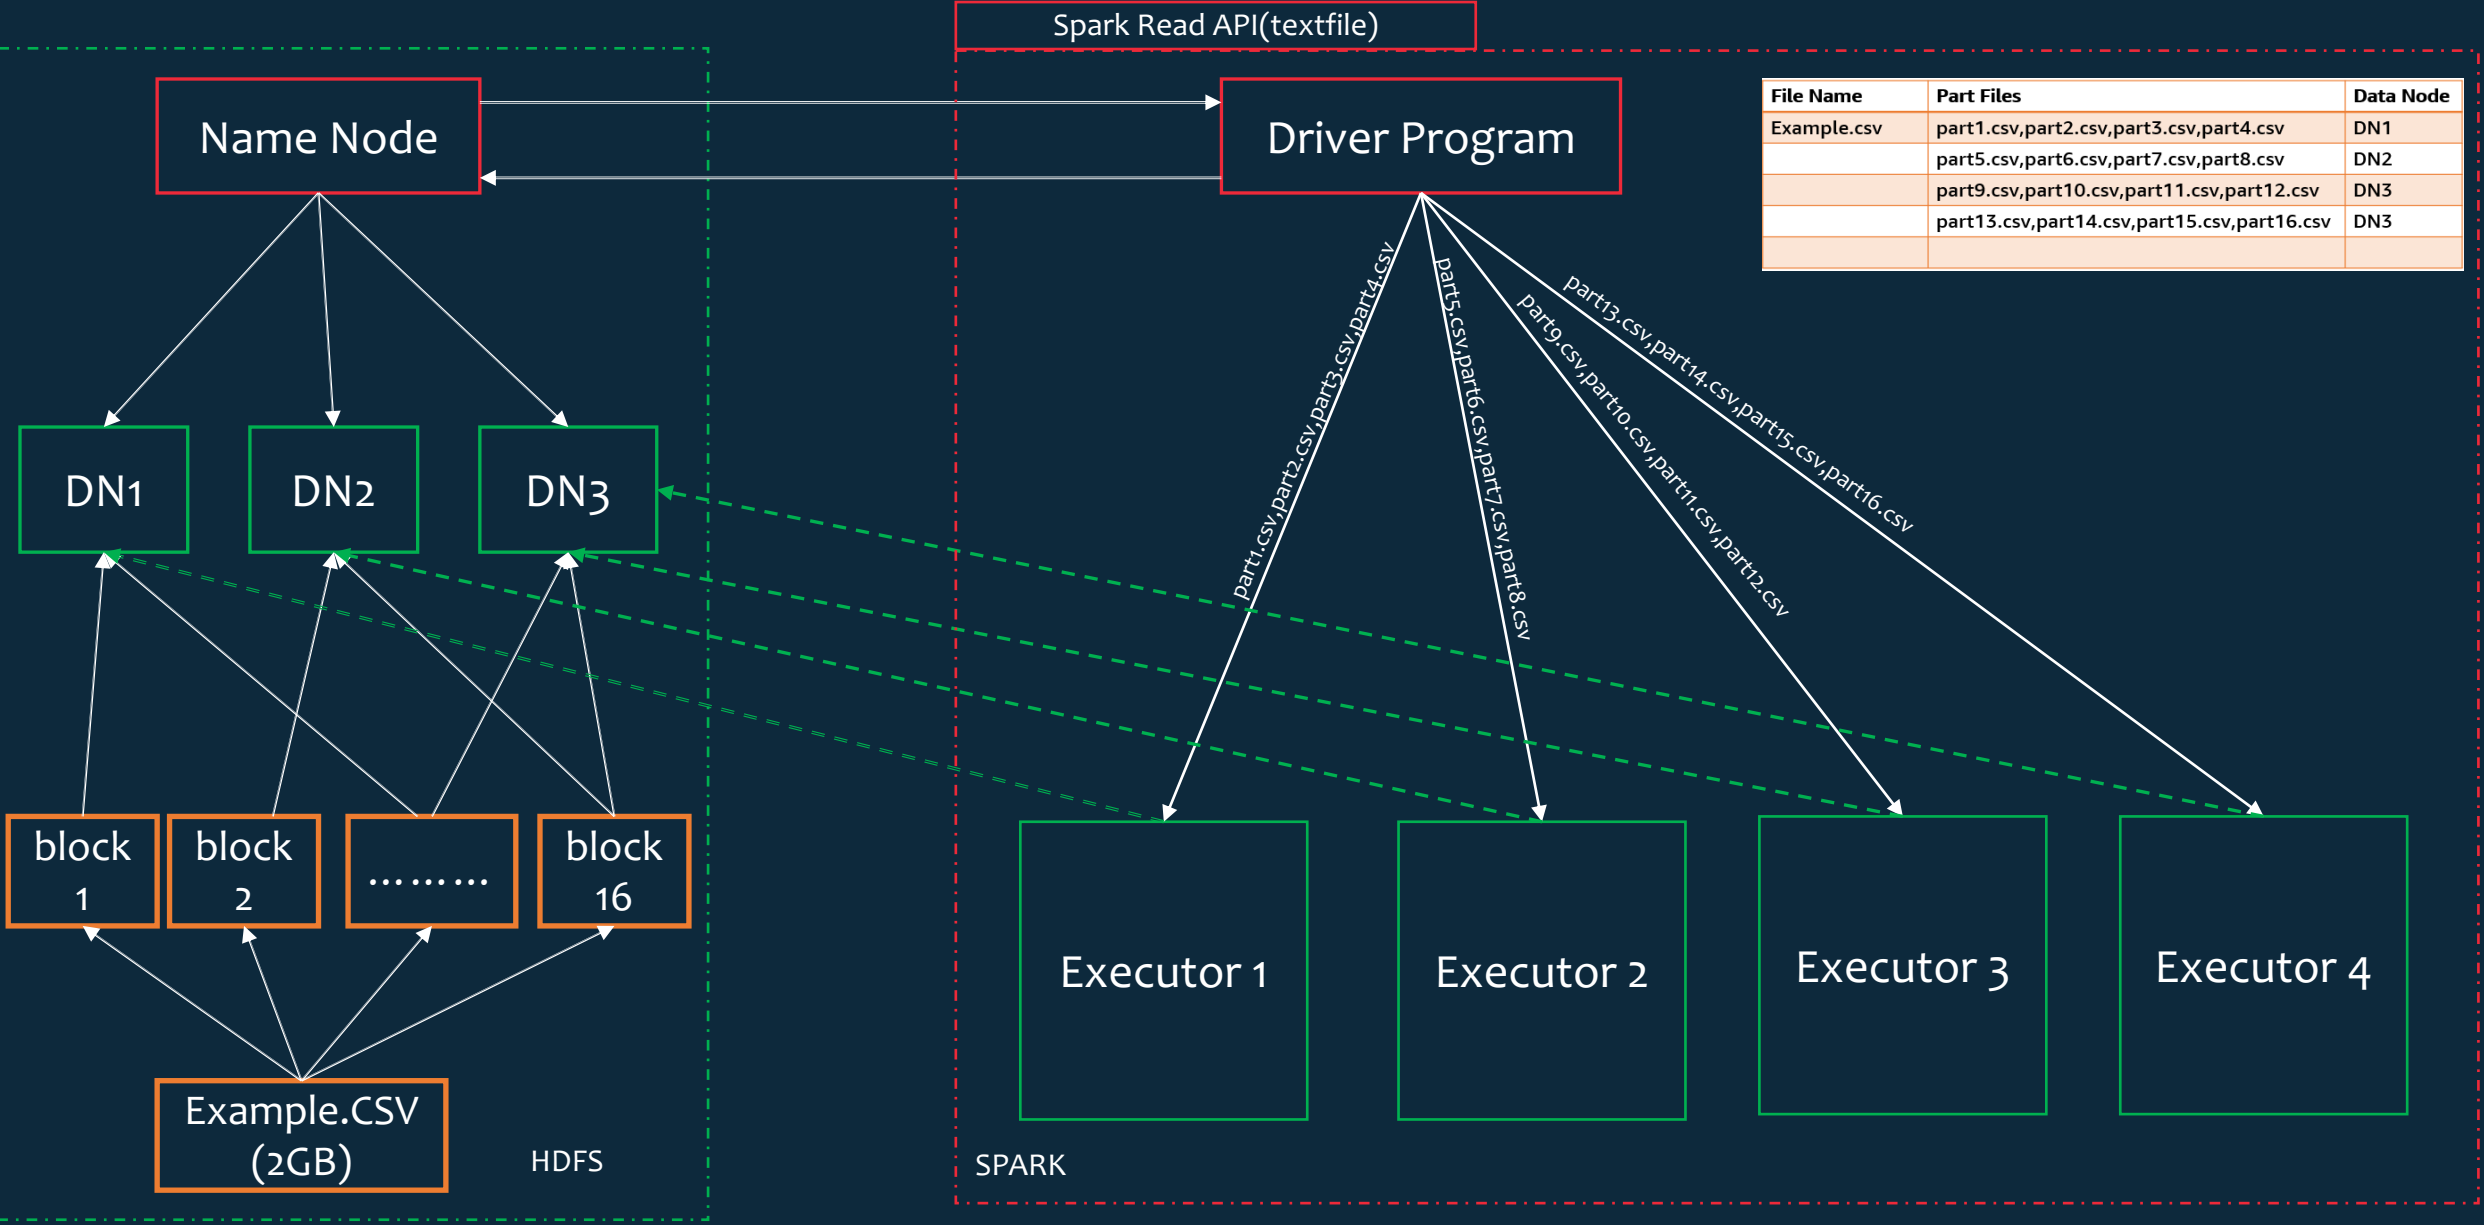 Spark Read API(textfile)
Name Node
Driver Program
File Name Part Files Data Node
Example.csv part1.csv,part2.csv,part3.csv,part4.csv DN1
part5.csv,part6.csv,part7.csv,part8.csv DN2
part9.csv,part10.csv,part11.csv,part12.csv DN3
part13.csv,part14.csv,part15.csv,part16.csv DN3
part1.csv,part2.csv,part3.csv,part4.csv
part5.csv,part6.csv,part7.csv,part8.csv
part9.csv,part10.csv,part11.csv,part12.csv
part13.csv,part14.csv,part15.csv,part16.csv
DN1
DN2
DN3
block
1
block
2
………
block
16
Executor 1
Executor 2
Executor 3
Executor 4
Example.CSV
(2GB)
HDFS
SPARK